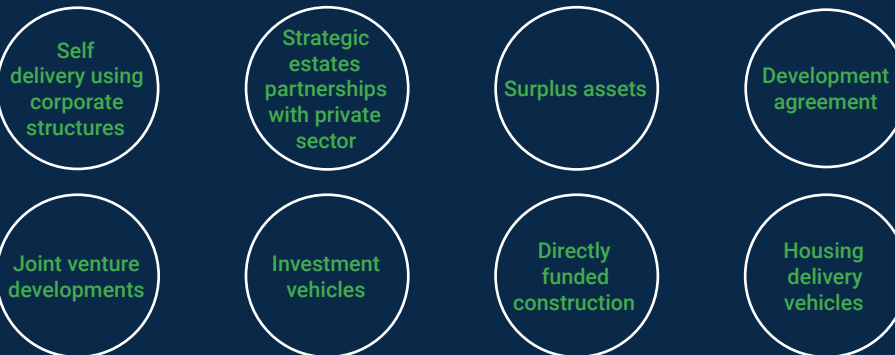 Self
delivery using
corporate
structures
Strategic
estates
partnerships
with private
sector
Surplus assets
Development
agreement
Joint venture
developments
Investment
vehicles
Directly
funded
construction
Housing
delivery
vehicles